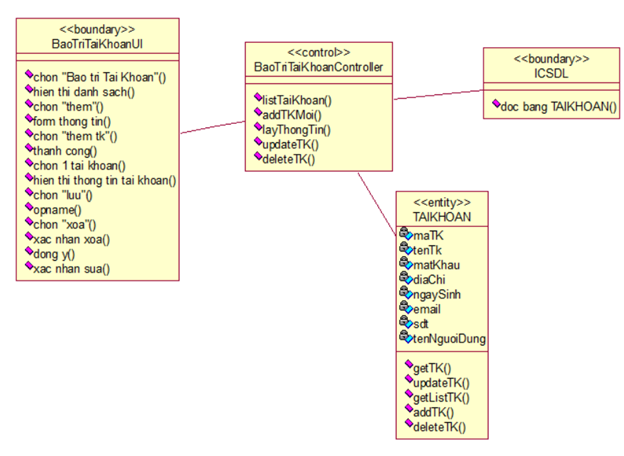 <<boundary>>
BaoTriTaiKhoanUI
chon "Bao tri Tai Khoan"()
hien thi danh sach()
chon "them"()
form thong tin()
chon "them tk"()
thanh cong()
chon 1 tai khoan()
hien thi thong tin tai khoan()
chon "luu"()
opname()
chon "xoa"()
xac nhan xoa()
dong y()
xac nhan sua()
<<control>>
BaoTriTaiKhoanController
listTaiKhoan()
addTKMoi()
layThongTin()
updateTK()
deleteTK()
<<boundary>>
ICSDL
doc bang TAIKHOAN()
<<entity>>
TAIKHOAN
maTK
tenTk
matKhau
diaChi
ngaySinh
email
sdt
tenNguoiDung
getTK()
updateTK()
getListTK()
addTK()
deleteTK()